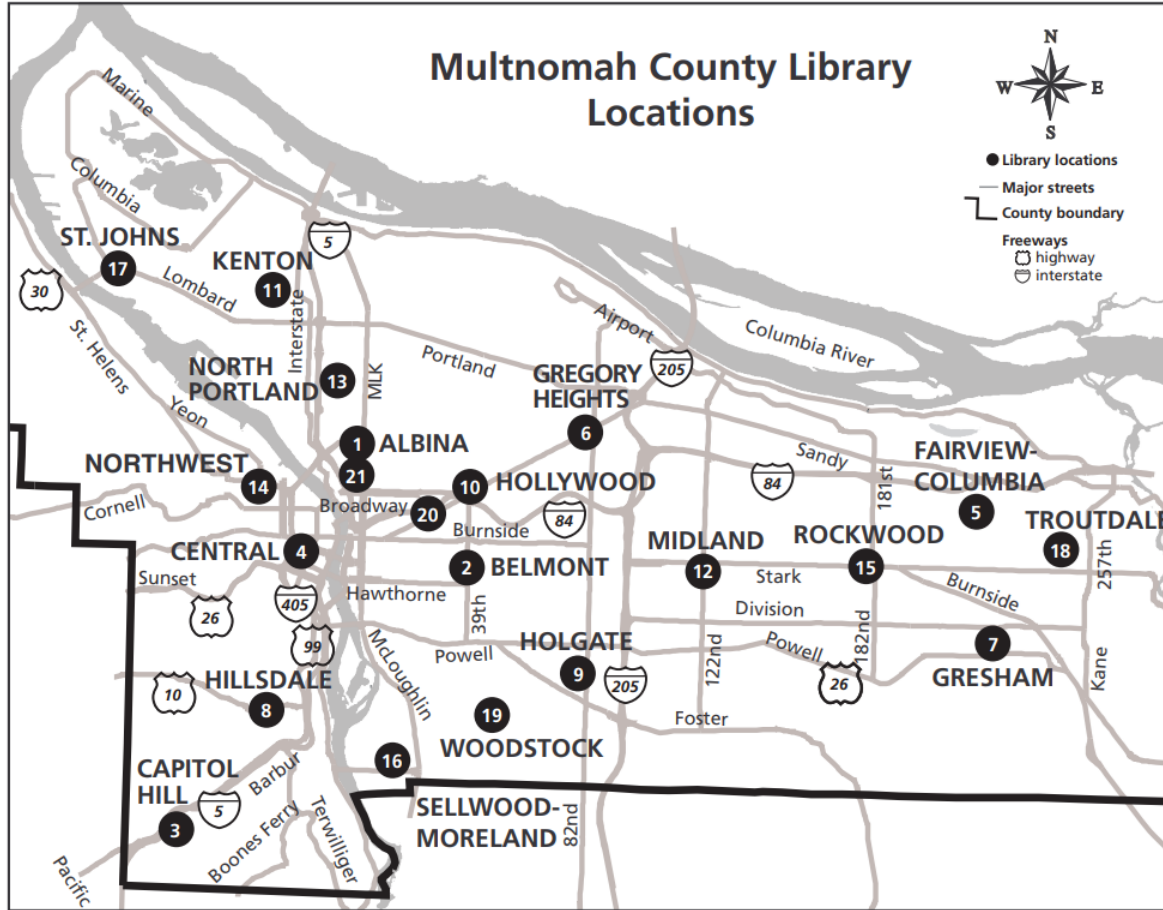 Multnomah County Library
Locations
N
W
E
S
Library locations
Major streets
County boundary
Freeways
highway
interstate
Marine
Columbia
ST. JOHNS
17
KENTON
11
5
30
Lombard
Interstate
St. Helens
Airport
Columbia River
Portland
205
NORTH
PORTLAND
13
MLK
GREGORY
HEIGHTS
6
Yeon
1
ALBINA
21
NORTHWEST
14
HOLLYWOOD
10
Broadway
20
Burnside
84
Sandy
84
181st
FAIRVIEW-
COLUMBIA
5
Cornell
CENTRAL
4
2
BELMONT
MIDLAND
12
ROCKWOOD
15
TROUTDALE
18
Stark
257th
Sunset
26
405
Hawthorne
39th
Division
Burnside
99
McLoughlin
Powell
HOLGATE
9
205
122nd
Powell
182nd
26
7
GRESHAM
Kane
10
HILLSDALE
8
19
WOODSTOCK
Foster
16
CAPITOL
HILL
3
5
Barbur
Boones Ferry
Terwilliger
SELLWOOD-
MORELAND
82nd
Pacific